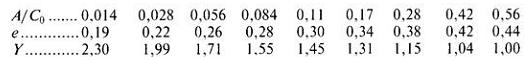 A/C₀ ....... 0,014 0,028 0,056 0,084 0,11 0,17 0,28 0,42 0,56
e............. 0,19 0,22 0,26 0,28 0,30 0,34 0,38 0,42 0,44
Y............ 2,30 1,99 1,71 1.55 1,45 1,31 1,15 1,04 1,00